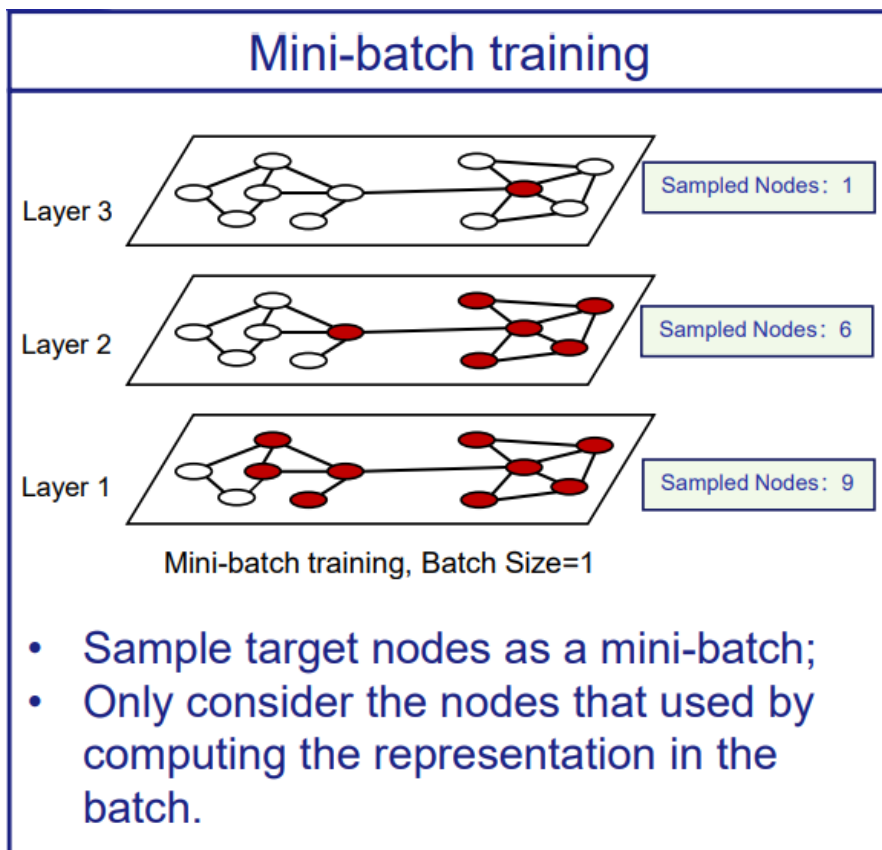 Mini-batch training
Layer 3
Sampled Nodes: 1
Layer 2
Sampled Nodes: 6
Layer 1
Sampled Nodes: 9
Mini-batch training, Batch Size=1
• Sample target nodes as a mini-batch;
• Only consider the nodes that used by
computing the representation in the
batch.